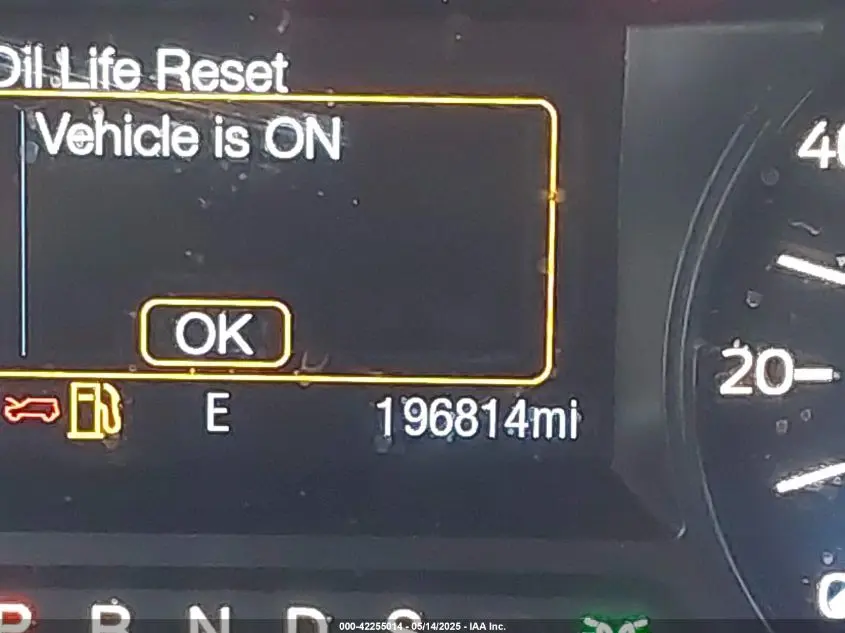 Oil Life Reset
Vehicle is ON
OK
E
196814mi
40
20
P R N D S
000-42255014 - 05/14/2025 - IAA Inc.